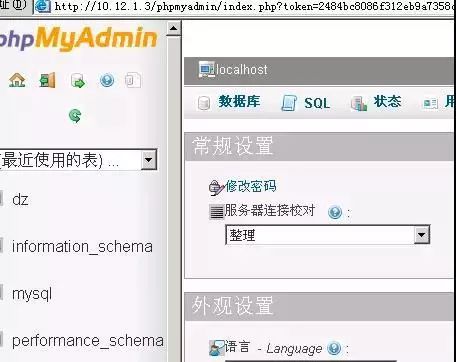 http://10.12.1.3/phpmyadmin/index.php?token=2484bc8086f312eb9a7358
phpMyAdmin
(最近使用的表) ...
dz
information_schema
mysql
performance_schema
localhost
数据库 SQL 状态
常规设置
修改密码
服务器连接校对 :
整理
外观设置
语言 - Language :